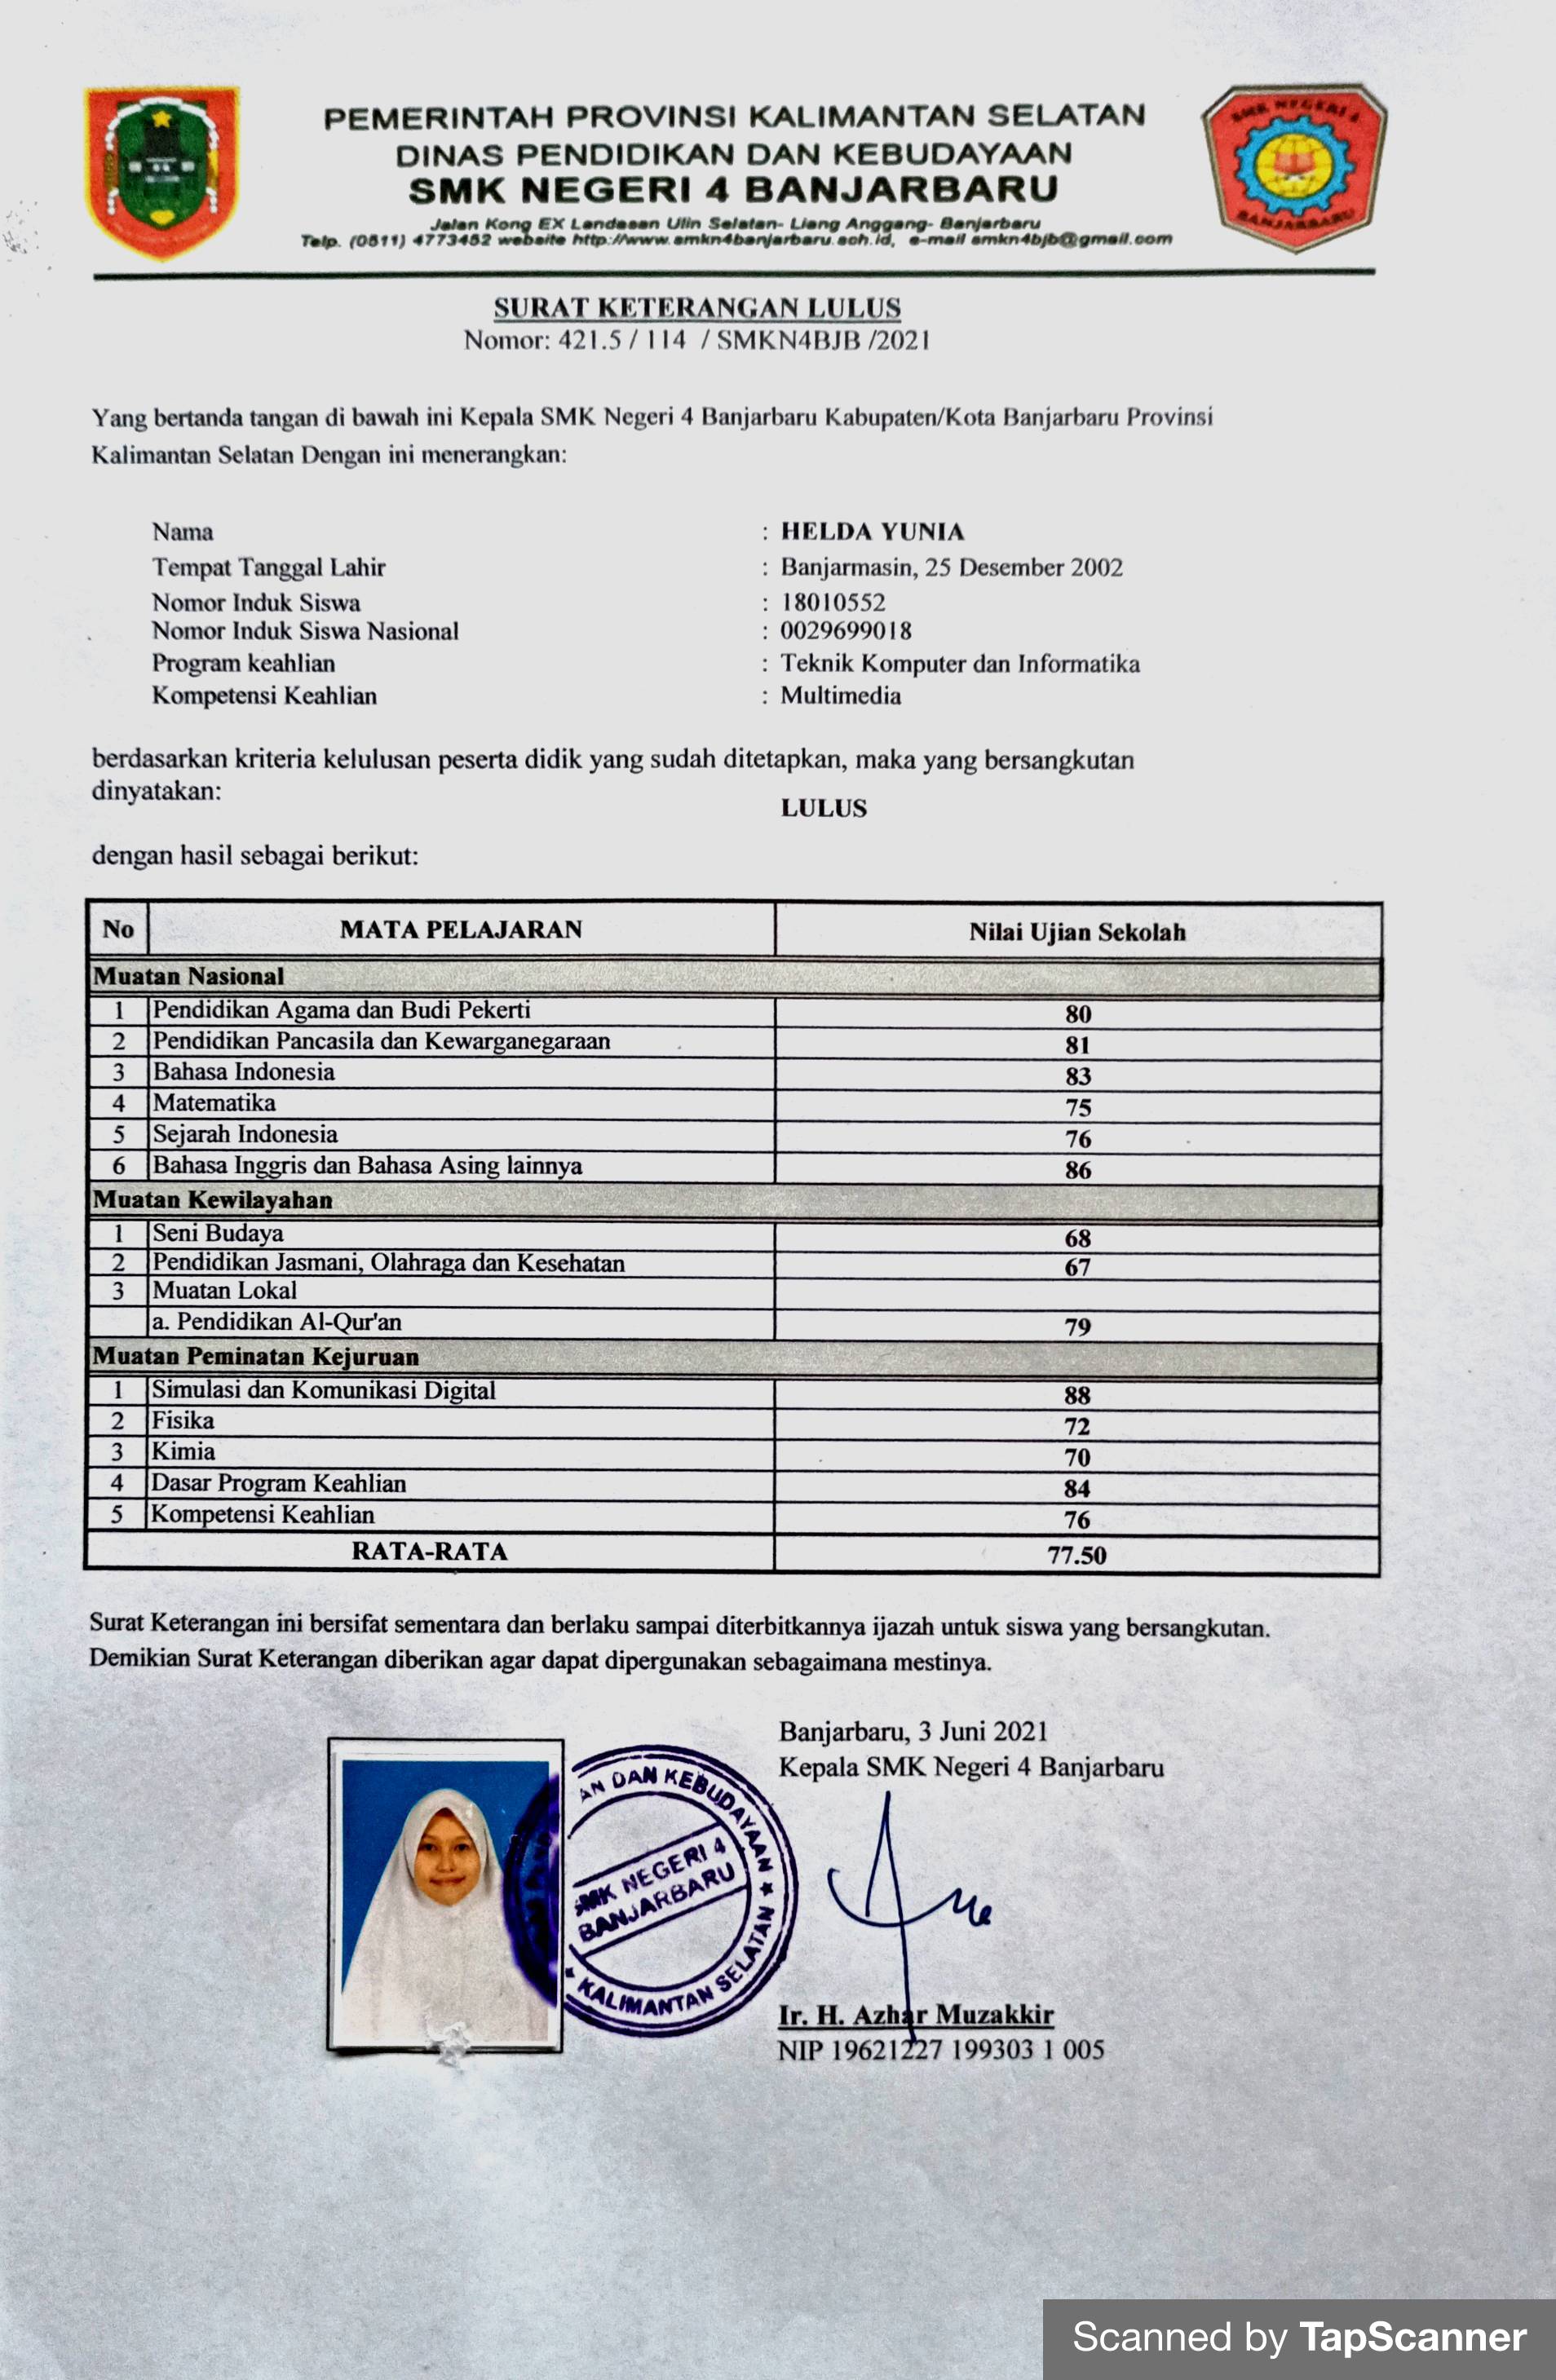 PEMERINTAH PROVINSI KALIMANTAN SELATAN
DINAS PENDIDIKAN DAN KEBUDAYAAN
SMK NEGERI 4 BANJARBARU
Jalan Kong EX Landasan Ulin Selatan- Liang Anggang- Banjarbaru
Telp. (0511) 4773452 website http://www.smkn4banjarbaru.sch.id, e-mail smkn4bjb@gmail.com
SMK NEGERI 4
BANJARBARU
SURAT KETERANGAN LULUS
Nomor: 421.5 / 114 / SMKN4BJB /2021
Yang bertanda tangan di bawah ini Kepala SMK Negeri 4 Banjarbaru Kabupaten/Kota Banjarbaru Provinsi
Kalimantan Selatan Dengan ini menerangkan:
Nama : HELDA YUNIA
Tempat Tanggal Lahir : Banjarmasin, 25 Desember 2002
Nomor Induk Siswa : 18010552
Nomor Induk Siswa Nasional : 0029699018
Program keahlian : Teknik Komputer dan Informatika
Kompetensi Keahlian : Multimedia
berdasarkan kriteria kelulusan peserta didik yang sudah ditetapkan, maka yang bersangkutan
dinyatakan:
LULUS
dengan hasil sebagai berikut:
No MATA PELAJARAN Nilai Ujian Sekolah
Muatan Nasional
1 Pendidikan Agama dan Budi Pekerti 80
2 Pendidikan Pancasila dan Kewarganegaraan 81
3 Bahasa Indonesia 83
4 Matematika 75
5 Sejarah Indonesia 76
6 Bahasa Inggris dan Bahasa Asing lainnya 86
Muatan Kewilayahan
1 Seni Budaya 68
2 Pendidikan Jasmani, Olahraga dan Kesehatan 67
3 Muatan Lokal
a. Pendidikan Al-Qur'an 79
Muatan Peminatan Kejuruan
1 Simulasi dan Komunikasi Digital 88
2 Fisika 72
3 Kimia 70
4 Dasar Program Keahlian 84
5 Kompetensi Keahlian 76
RATA-RATA 77.50
Surat Keterangan ini bersifat sementara dan berlaku sampai diterbitkannya ijazah untuk siswa yang bersangkutan.
Demikian Surat Keterangan diberikan agar dapat dipergunakan sebagaimana mestinya.
Banjarbaru, 3 Juni 2021
Kepala SMK Negeri 4 Banjarbaru
AN DAN KEBUDAYAAN
SMK NEGERI 4
BANJARBARU
KALIMANTAN SELATAN
Ir. H. Azhar Muzakkir
NIP 19621227 199303 1 005
Scanned by TapScanner